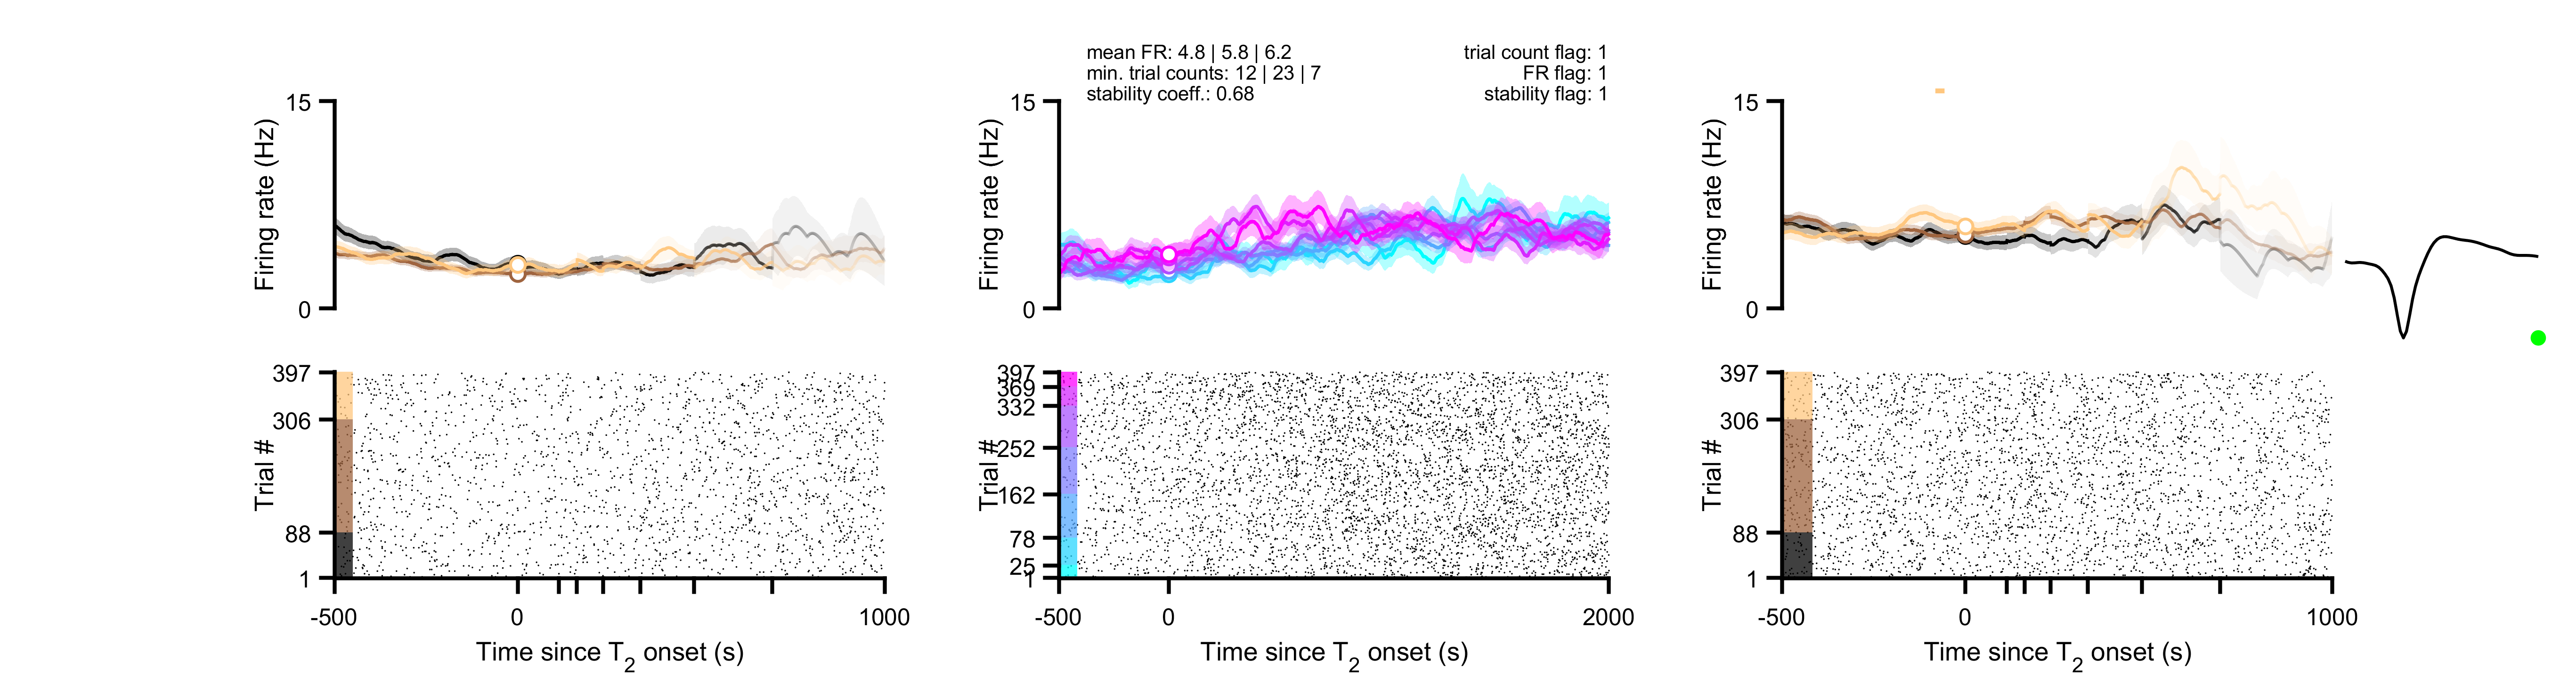 mean FR: 4.8 | 5.8 | 6.2
min. trial counts: 12 | 23 | 7
stability coeff.: 0.68
trial count flag: 1
FR flag: 1
stability flag: 1
15
0
Firing rate (Hz)
397
306
88
1
Trial #
-500
0
1000
Time since T2 onset (s)
15
0
Firing rate (Hz)
397
369
332
252
162
78
25
1
Trial #
-500
0
2000
Time since T2 onset (s)
15
0
Firing rate (Hz)
397
306
88
1
Trial #
-500
0
1000
Time since T2 onset (s)